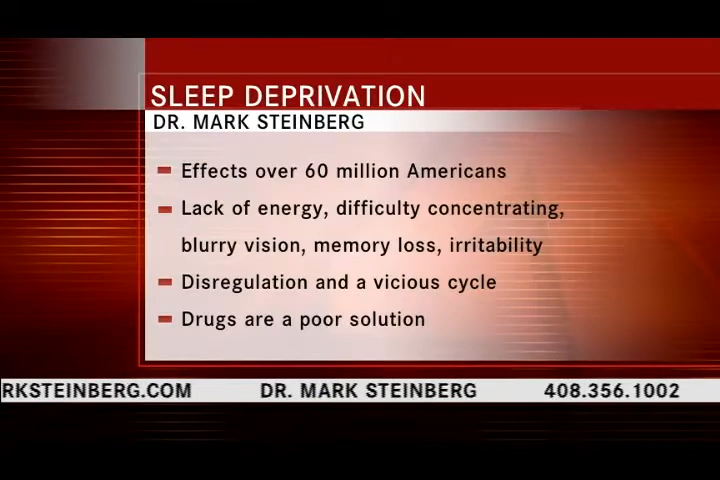 SLEEP DEPRIVATION
DR. MARK STEINBERG
Effects over 60 million Americans
Lack of energy, difficulty concentrating,
blurry vision, memory loss, irritability
Disregulation and a vicious cycle
Drugs are a poor solution
RKSTEINBERG.COM DR. MARK STEINBERG 408.356.1002